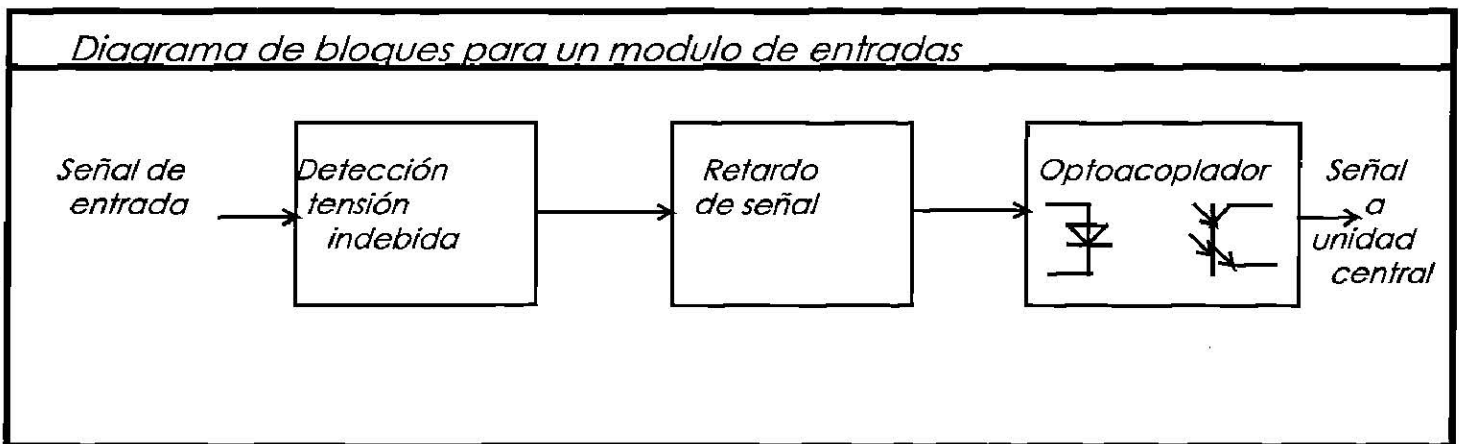 Diagrama de bloques para un modulo de entradas
Señal de
entrada
Detección
tensión
indebida
Retardo
de señal
Optoacoplador
Señal
a
unidad
central